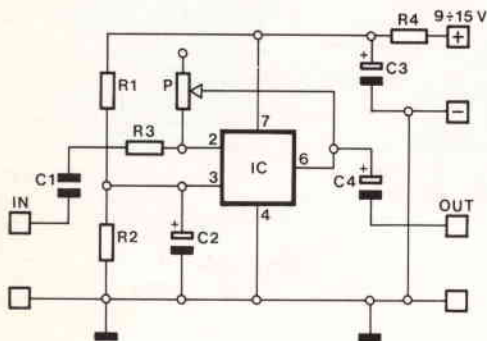 R4
9÷15 V
+
C3
−
R1
P
+
7
R3
2
6
IC
3
4
C1
IN
+
C4
OUT
R2
+
C2